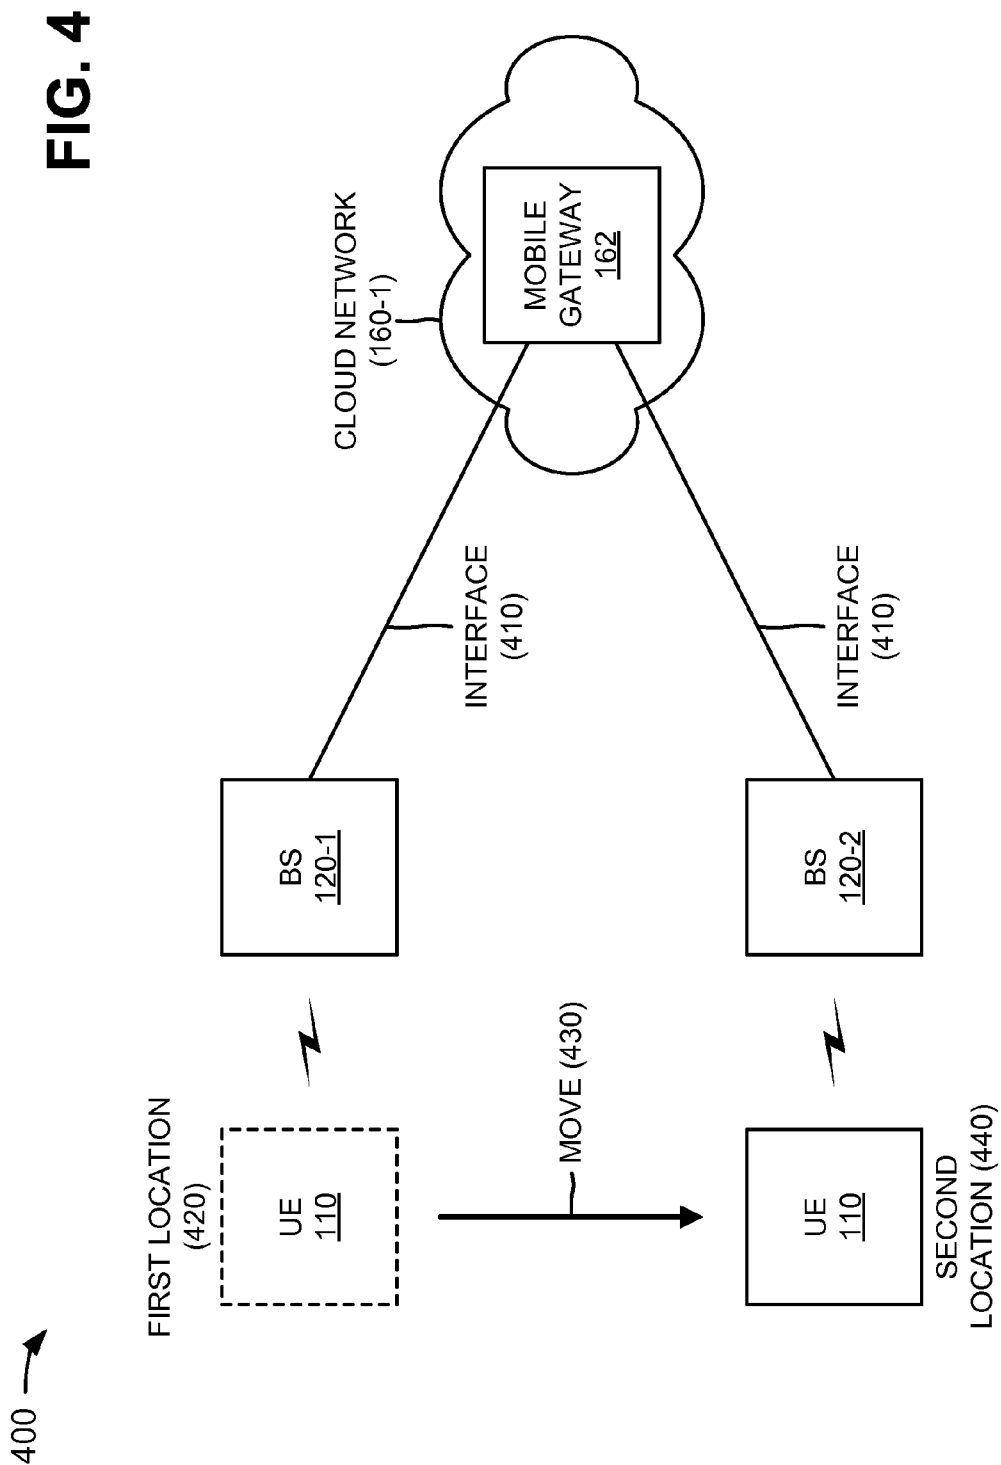 FIG. 4
400
CLOUD NETWORK
(160-1)
MOBILE
GATEWAY
162
INTERFACE
(410)
INTERFACE
(410)
BS
120-1
BS
120-2
FIRST LOCATION
(420)
UE
110
MOVE (430)
UE
110
SECOND
LOCATION (440)